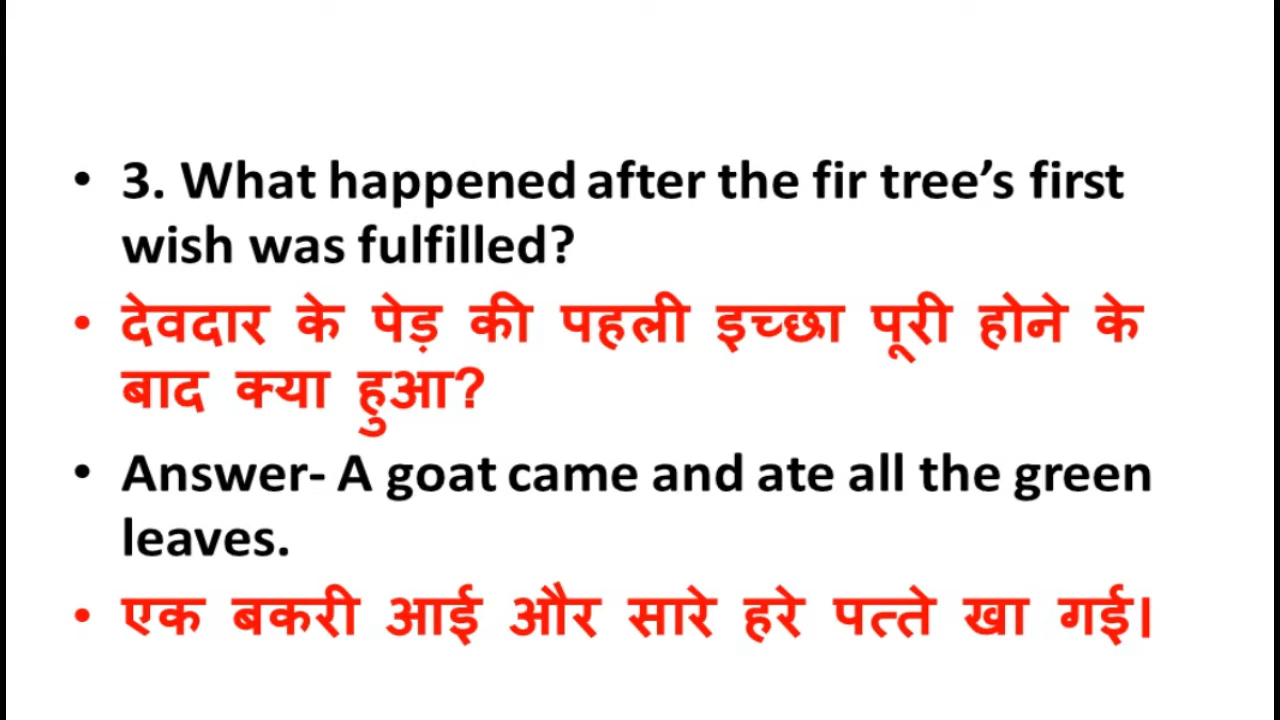 • 3. What happened after the fir tree’s first
wish was fulfilled?
• देवदार के पेड़ की पहली इच्छा पूरी होने के
बाद क्या हुआ?
• Answer- A goat came and ate all the green
leaves.
• एक बकरी आई और सारे हरे पत्ते खा गई।